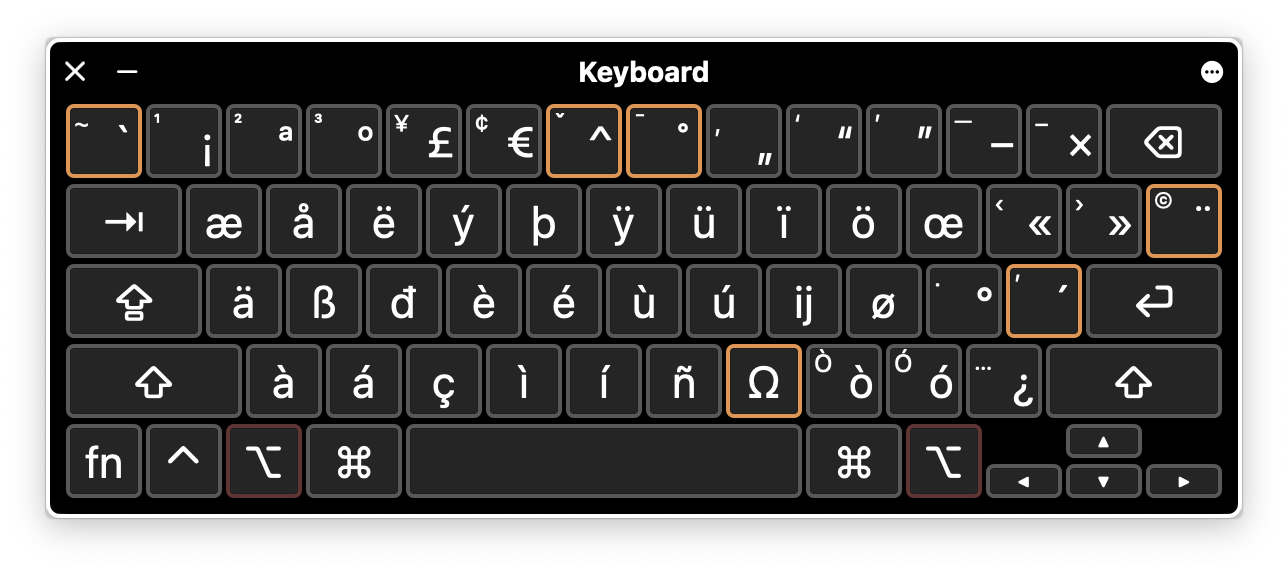 Keyboard
~ ` ¹ ¡ ² ª ³ º ¥ £ ¢ € ˇ ^ ¯ ° ‚ „ ‘ “ ’ ” — – − ×
æ å ë ý þ ÿ ü ï ö œ ‹ « › » © ¨
ä ß đ è é ù ú ij ø · ° ' ´
à á ç ì í ñ Ω Ò ò Ó ó … ¿
fn ^ ⌥ ⌘ ⌘ ⌥